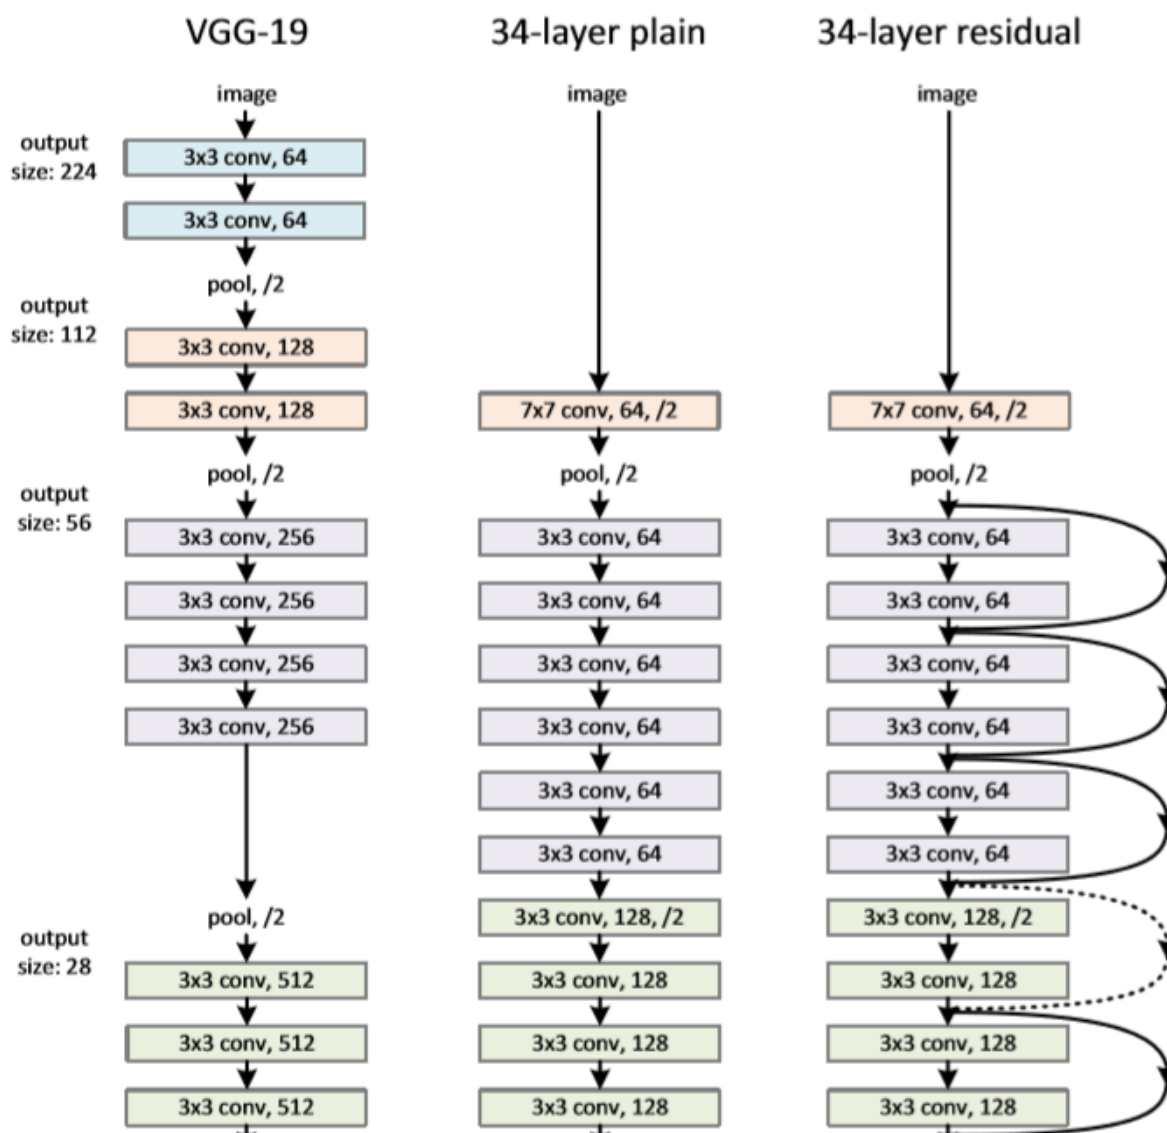 VGG-19
34-layer plain
34-layer residual
image
image
image
output
size: 224
3x3 conv, 64
3x3 conv, 64
pool, /2
output
size: 112
3x3 conv, 128
3x3 conv, 128
7x7 conv, 64, /2
7x7 conv, 64, /2
pool, /2
pool, /2
pool, /2
output
size: 56
3x3 conv, 256
3x3 conv, 64
3x3 conv, 64
3x3 conv, 256
3x3 conv, 64
3x3 conv, 64
3x3 conv, 256
3x3 conv, 64
3x3 conv, 64
3x3 conv, 256
3x3 conv, 64
3x3 conv, 64
3x3 conv, 64
3x3 conv, 64
3x3 conv, 64
3x3 conv, 64
pool, /2
3x3 conv, 128, /2
3x3 conv, 128, /2
output
size: 28
3x3 conv, 512
3x3 conv, 128
3x3 conv, 128
3x3 conv, 512
3x3 conv, 128
3x3 conv, 128
3x3 conv, 512
3x3 conv, 128
3x3 conv, 128